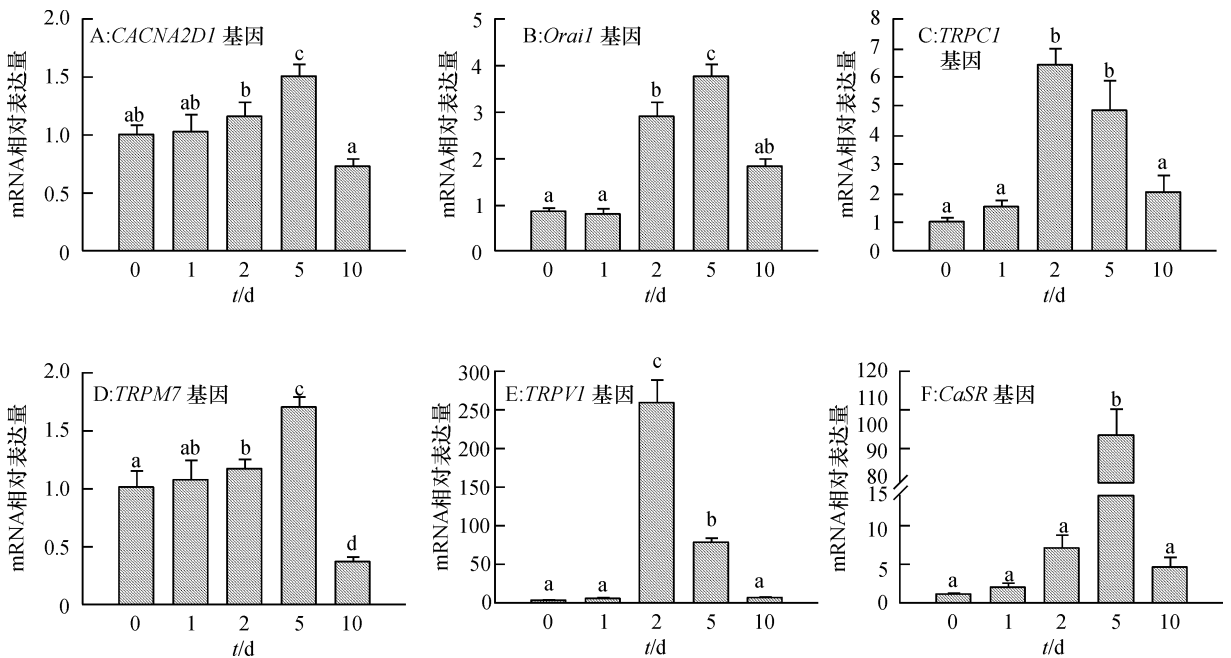 A:CACNA2D1 基因
mRNA相对表达量
2.0
1.5
1.0
0.5
0
ab
ab
b
c
a
0 1 2 5 10
t/d
B:Orai1 基因
mRNA相对表达量
5
4
3
2
1
0
a
a
b
c
ab
0 1 2 5 10
t/d
C:TRPC1
基因
mRNA相对表达量
8
7
6
5
4
3
2
1
0
a
a
b
b
a
0 1 2 5 10
t/d
D:TRPM7 基因
mRNA相对表达量
2.0
1.5
1.0
0.5
0
a
ab
b
c
d
0 1 2 5 10
t/d
E:TRPV1 基因
mRNA相对表达量
300
250
200
150
100
50
0
a
a
c
b
a
0 1 2 5 10
t/d
F:CaSR 基因
mRNA相对表达量
120
110
100
90
80
15
10
5
0
a
a
a
b
a
0 1 2 5 10
t/d